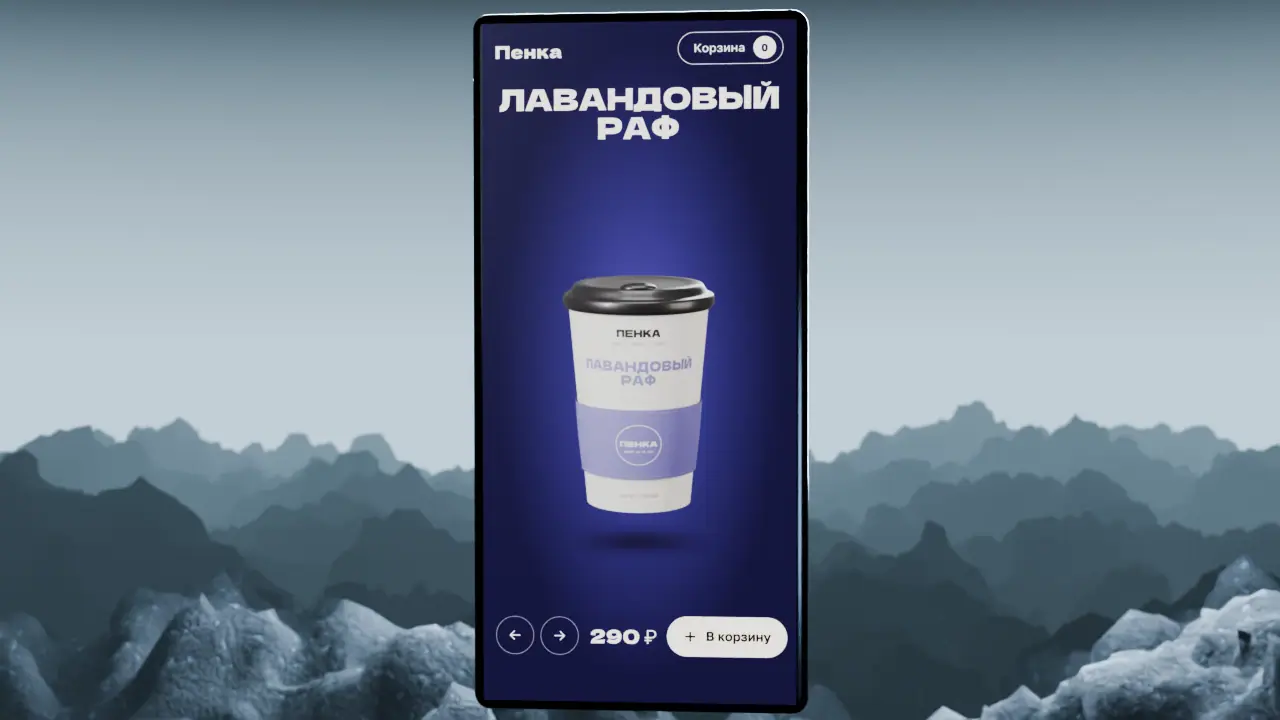 Пенка
Корзина 0
ЛАВАНДОВЫЙ
РАФ
ПЕНКА
ЛАВАНДОВЫЙ
РАФ
ПЕНКА
290 ₽
+ В корзину